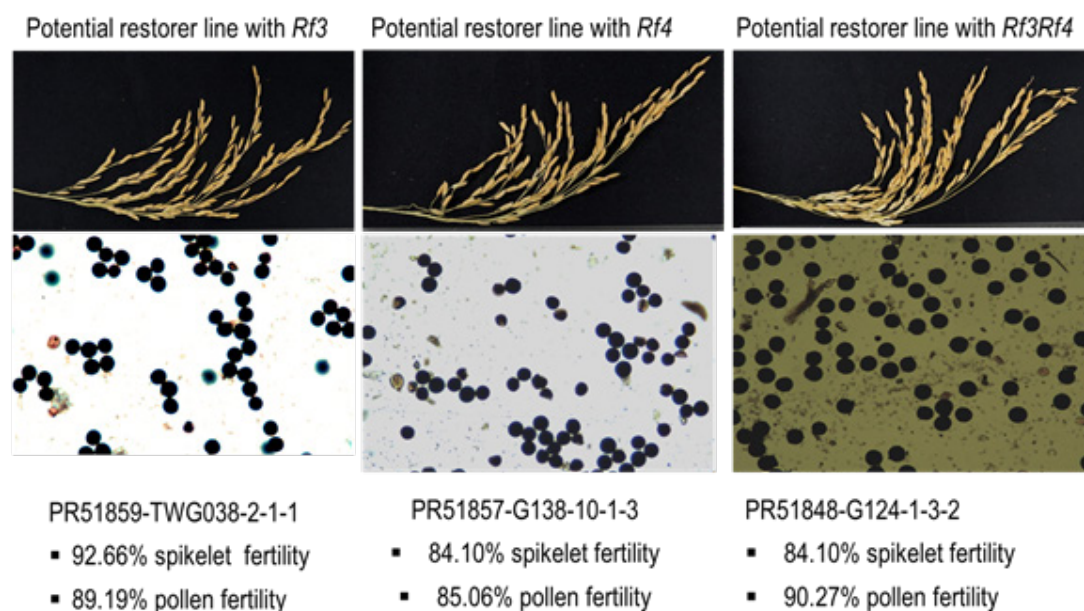 Potential restorer line with Rf3
Potential restorer line with Rf4
Potential restorer line with Rf3Rf4
PR51859-TWG038-2-1-1
▪ 92.66% spikelet fertility
▪ 89.19% pollen fertility
PR51857-G138-10-1-3
▪ 84.10% spikelet fertility
▪ 85.06% pollen fertility
PR51848-G124-1-3-2
▪ 84.10% spikelet fertility
▪ 90.27% pollen fertility